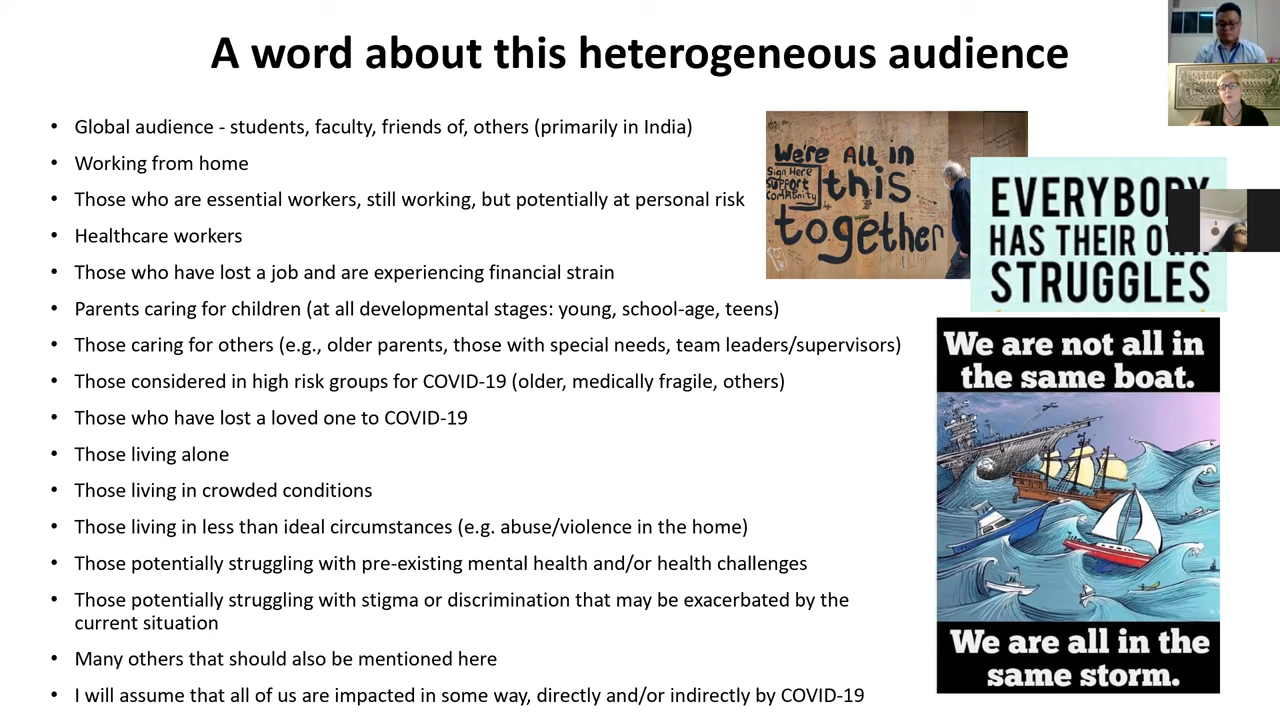 A word about this heterogeneous audience
• Global audience - students, faculty, friends of, others (primarily in India)
• Working from home
• Those who are essential workers, still working, but potentially at personal risk
• Healthcare workers
• Those who have lost a job and are experiencing financial strain
• Parents caring for children (at all developmental stages: young, school-age, teens)
• Those caring for others (e.g., older parents, those with special needs, team leaders/supervisors)
• Those considered in high risk groups for COVID-19 (older, medically fragile, others)
• Those who have lost a loved one to COVID-19
• Those living alone
• Those living in crowded conditions
• Those living in less than ideal circumstances (e.g. abuse/violence in the home)
• Those potentially struggling with pre-existing mental health and/or health challenges
• Those potentially struggling with stigma or discrimination that may be exacerbated by the
current situation
• Many others that should also be mentioned here
• I will assume that all of us are impacted in some way, directly and/or indirectly by COVID-19
We're ALL in
this
together
Sign Here
SUPPORT
COMMUNITY
EVERYBODY
HAS THEIR OWN
STRUGGLES
We are not all in
the same boat.
We are all in the
same storm.